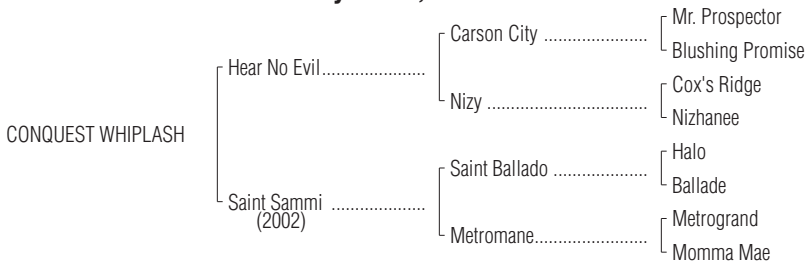 Mr. Prospector
Carson City ......................
Blushing Promise
Hear No Evil......................
Cox's Ridge
Nizy ..................................
Nizhanee
CONQUEST WHIPLASH
Halo
Saint Ballado ....................
Ballade
Saint Sammi ....................
(2002)
Metrogrand
Metromane........................
Momma Mae